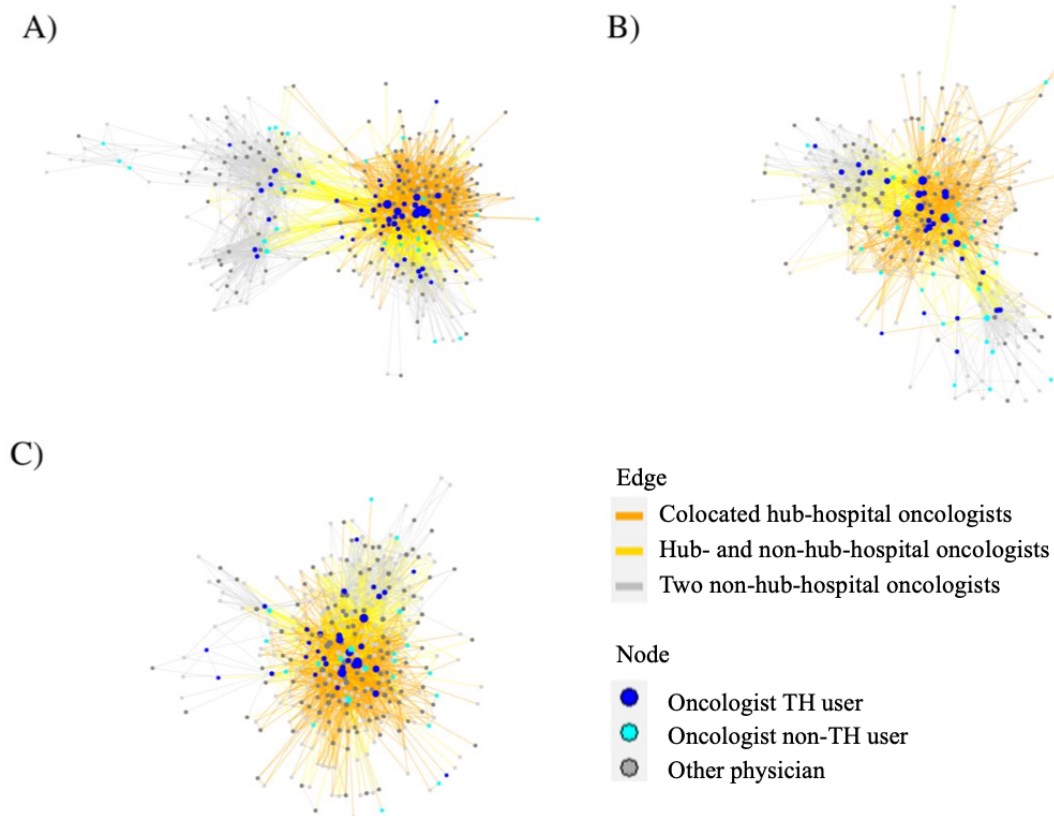 A)
B)
C)
Edge
Colocated hub-hospital oncologists
Hub- and non-hub-hospital oncologists
Two non-hub-hospital oncologists
Node
Oncologist TH user
Oncologist non-TH user
Other physician